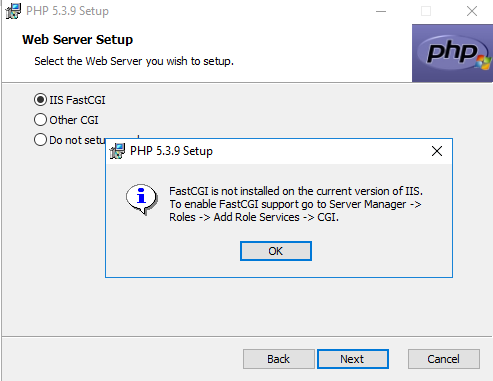 PHP 5.3.9 Setup
Web Server Setup
Select the Web Server you wish to setup.
php
IIS FastCGI
Other CGI
Do not setu
PHP 5.3.9 Setup
FastCGI is not installed on the current version of IIS.
To enable FastCGI support go to Server Manager ->
Roles -> Add Role Services -> CGI.
OK
Back
Next
Cancel